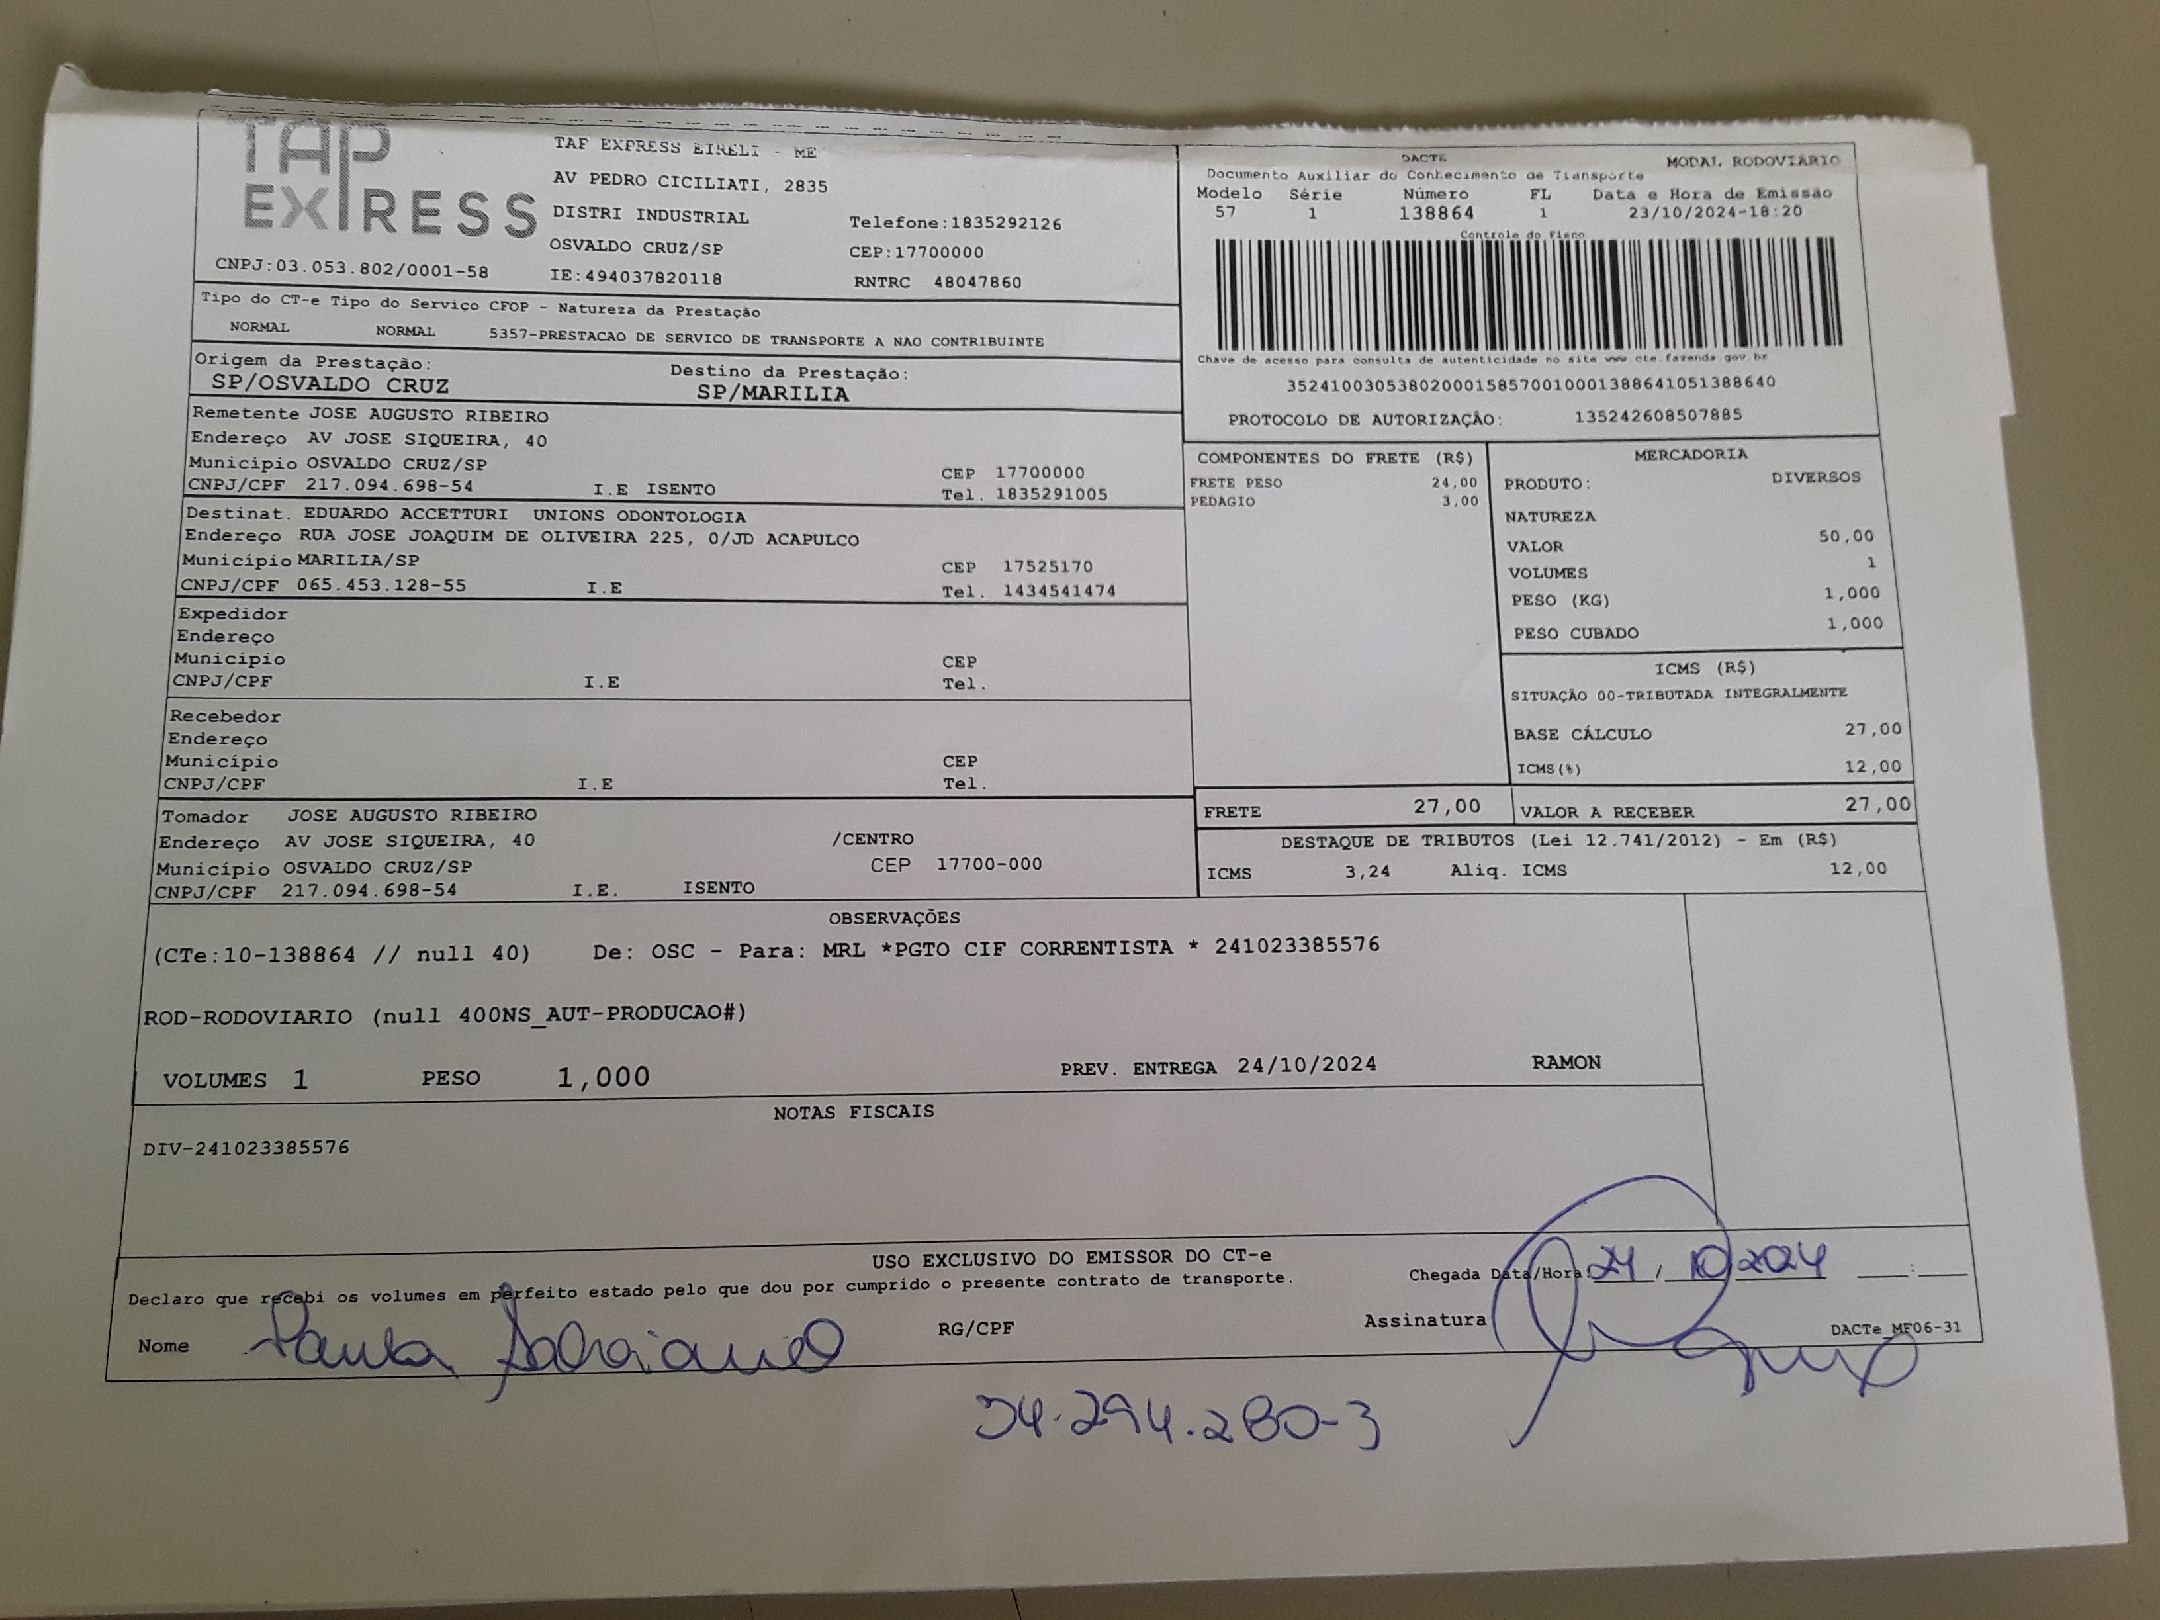 TAP EXPRESS
TAP EXPRESS EIRELI - ME
AV PEDRO CICILIATI, 2835
DISTRI INDUSTRIAL Telefone:1835292126
OSVALDO CRUZ/SP CEP:17700000
CNPJ:03.053.802/0001-58 IE:494037820118 RNTRC 48047860
DACTE MODAL RODOVIÁRIO
Documento Auxiliar do Conhecimento de Transporte
Modelo Série Número FL Data e Hora de Emissão
57 1 138864 1 23/10/2024-18:20
Controle do Fisco
Chave de acesso para consulta de autenticidade no site www.cte.fazenda.gov.br
35241003053802000158570010001388641051388640
PROTOCOLO DE AUTORIZAÇÃO: 135242608507885
Tipo do CT-e Tipo do Serviço CFOP - Natureza da Prestação
NORMAL NORMAL 5357-PRESTACAO DE SERVICO DE TRANSPORTE A NAO CONTRIBUINTE
Origem da Prestação: Destino da Prestação:
SP/OSVALDO CRUZ SP/MARILIA
Remetente JOSE AUGUSTO RIBEIRO
Endereço AV JOSE SIQUEIRA, 40
Município OSVALDO CRUZ/SP CEP 17700000
CNPJ/CPF 217.094.698-54 I.E ISENTO Tel. 1835291005
Destinat. EDUARDO ACCETTURI UNIONS ODONTOLOGIA
Endereço RUA JOSE JOAQUIM DE OLIVEIRA 225, 0/JD ACAPULCO
Município MARILIA/SP CEP 17525170
CNPJ/CPF 065.453.128-55 I.E Tel. 1434541474
Expedidor
Endereço
Município CEP
CNPJ/CPF I.E Tel.
Recebedor
Endereço
Município CEP
CNPJ/CPF I.E Tel.
Tomador JOSE AUGUSTO RIBEIRO
Endereço AV JOSE SIQUEIRA, 40 /CENTRO
Município OSVALDO CRUZ/SP CEP 17700-000
CNPJ/CPF 217.094.698-54 I.E. ISENTO
COMPONENTES DO FRETE (R$)
FRETE PESO 24,00
PEDAGIO 3,00
MERCADORIA
PRODUTO: DIVERSOS
NATUREZA
VALOR 50,00
VOLUMES 1
PESO (KG) 1,000
PESO CUBADO 1,000
ICMS (R$)
SITUAÇÃO 00-TRIBUTADA INTEGRALMENTE
BASE CÁLCULO 27,00
ICMS(%) 12,00
FRETE 27,00 VALOR A RECEBER 27,00
DESTAQUE DE TRIBUTOS (Lei 12.741/2012) - Em (R$)
ICMS 3,24 Aliq. ICMS 12,00
OBSERVAÇÕES
(CTe:10-138864 // null 40) De: OSC - Para: MRL *PGTO CIF CORRENTISTA * 241023385576
ROD-RODOVIARIO (null 400NS_AUT-PRODUCAO#)
VOLUMES 1 PESO 1,000 PREV. ENTREGA 24/10/2024 RAMON
NOTAS FISCAIS
DIV-241023385576
USO EXCLUSIVO DO EMISSOR DO CT-e
Declaro que recebi os volumes em perfeito estado pelo que dou por cumprido o presente contrato de transporte.
Chegada Data/Hora: 24 / 10 2024 :
Nome Paula RG/CPF Assinatura
DACTe_MF06-31
34.294.280-3